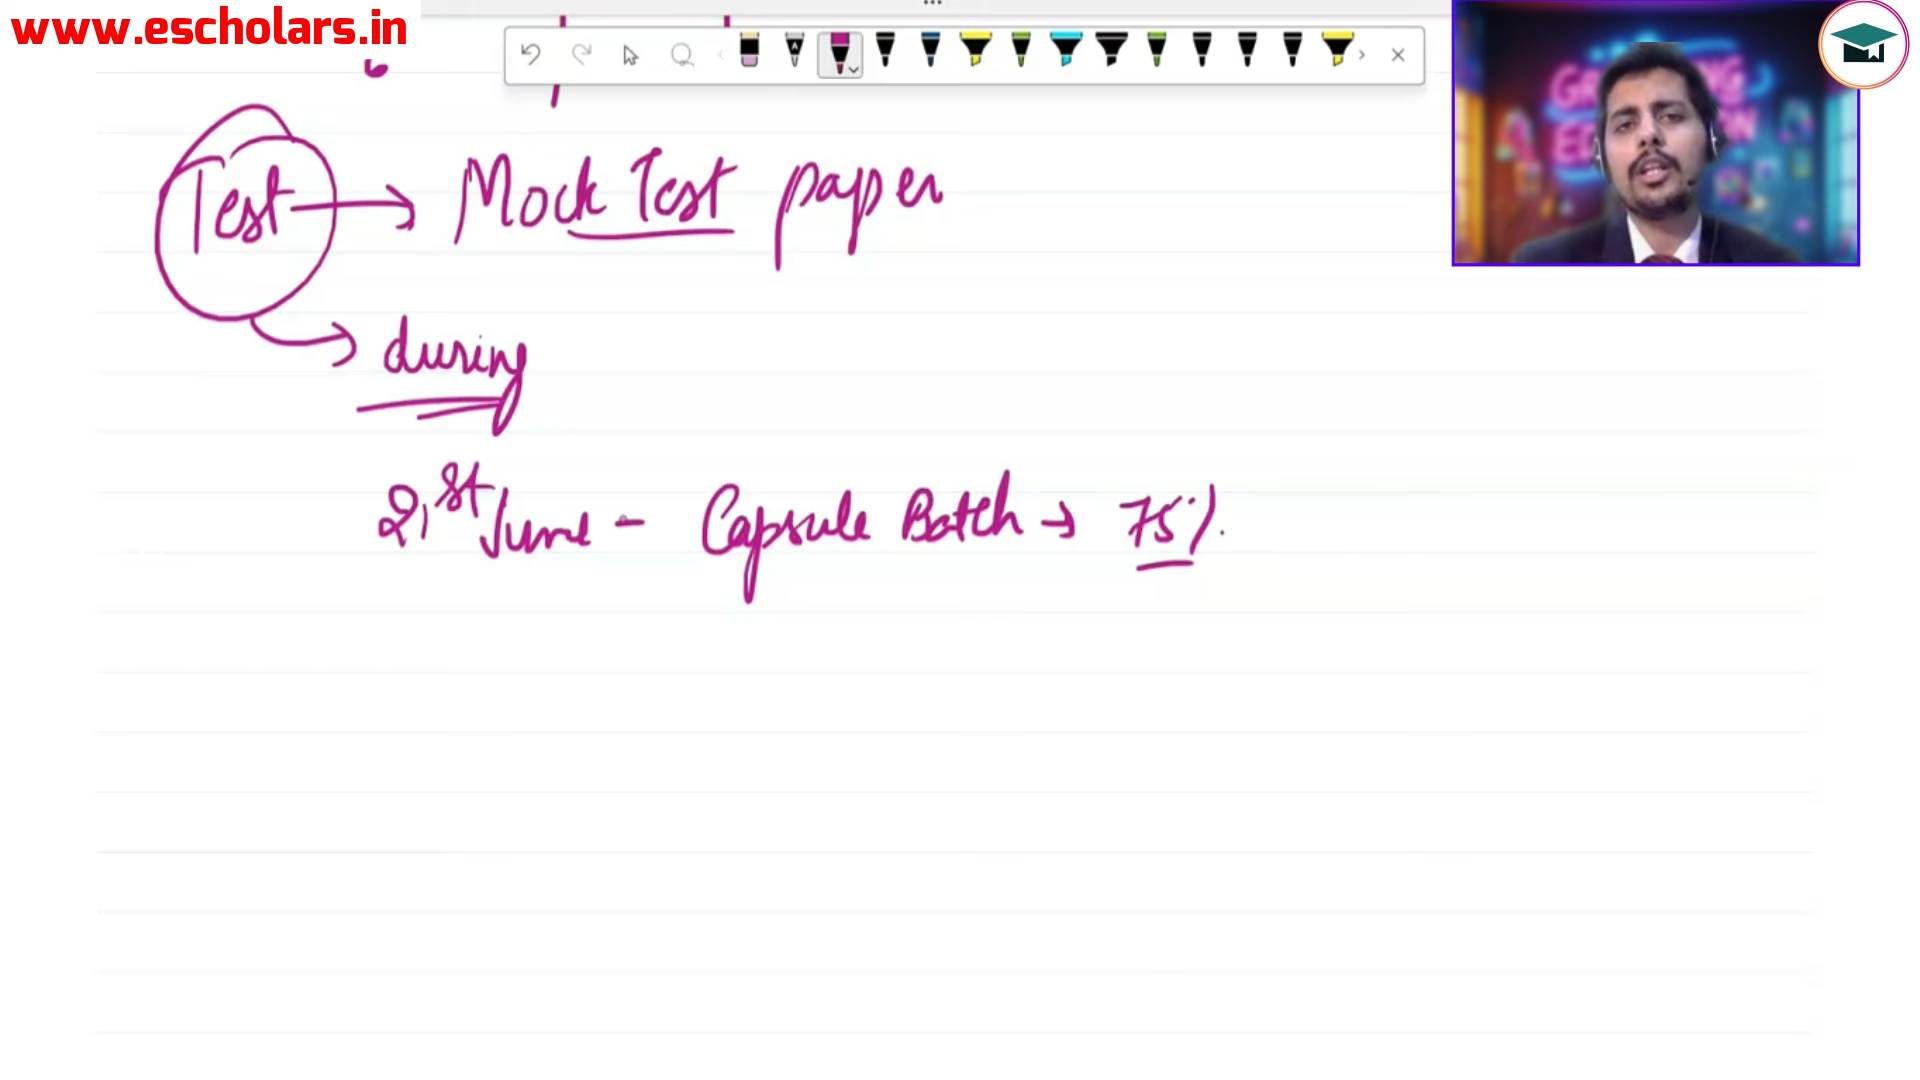 www.escholars.in
Test → Mock Test paper
→ during
21st June - Capsule Batch → 75%.